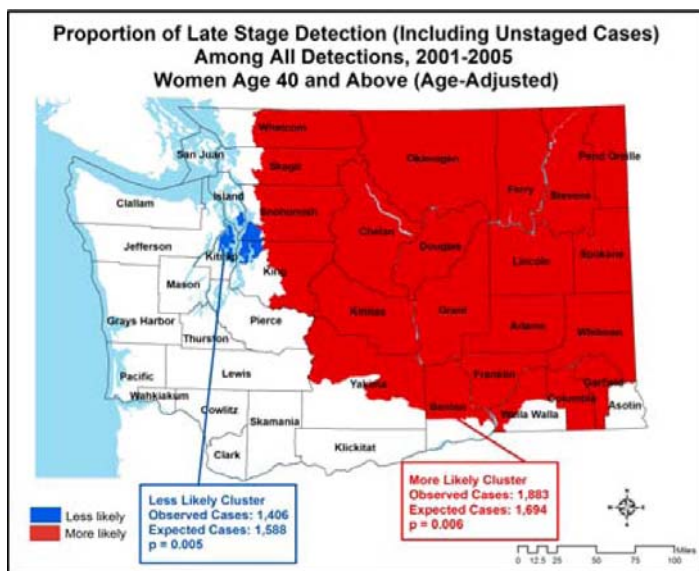 Proportion of Late Stage Detection (Including Unstaged Cases)
Among All Detections, 2001-2005
Women Age 40 and Above (Age-Adjusted)
Whatcom
San Juan
Skagit
Okanogan
Ferry
Stevens
Pend Oreille
Island
Clallam
Snohomish
Chelan
Douglas
Jefferson
Kitsap
King
Lincoln
Spokane
Mason
Grays Harbor
Pierce
Kittitas
Grant
Adams
Whitman
Thurston
Pacific
Lewis
Yakima
Franklin
Garfield
Wahkiakum
Benton
Walla Walla
Columbia
Asotin
Cowlitz
Skamania
Clark
Klickitat
Less Likely Cluster
Observed Cases: 1,406
Expected Cases: 1,588
p = 0.005
More Likely Cluster
Observed Cases: 1,883
Expected Cases: 1,694
p = 0.006
Less likely
More likely
0 12.5 25 50 75 100
Miles